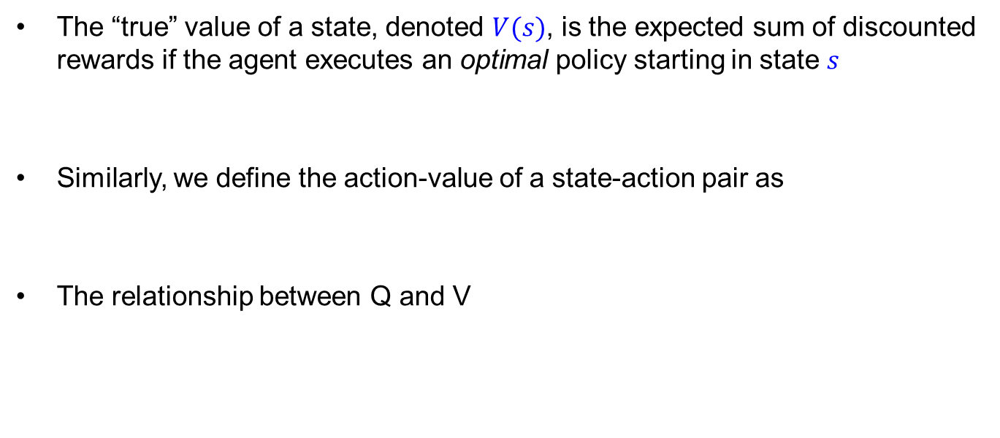 • The “true” value of a state, denoted V(s), is the expected sum of discounted
rewards if the agent executes an optimal policy starting in state s
• Similarly, we define the action-value of a state-action pair as
• The relationship between Q and V